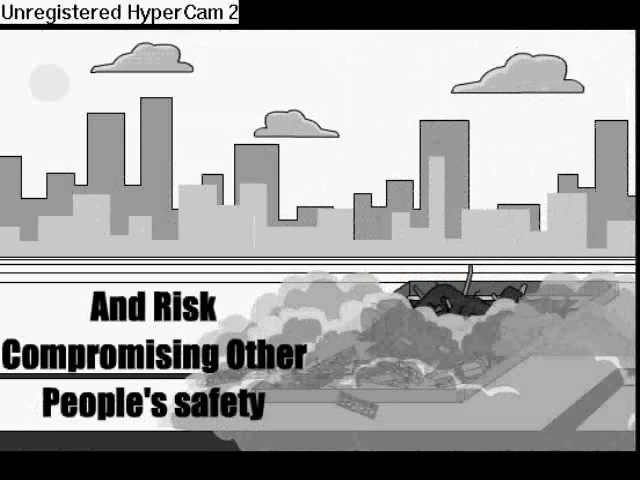 Unregistered HyperCam 2
And Risk
Compromising Other
People's safety